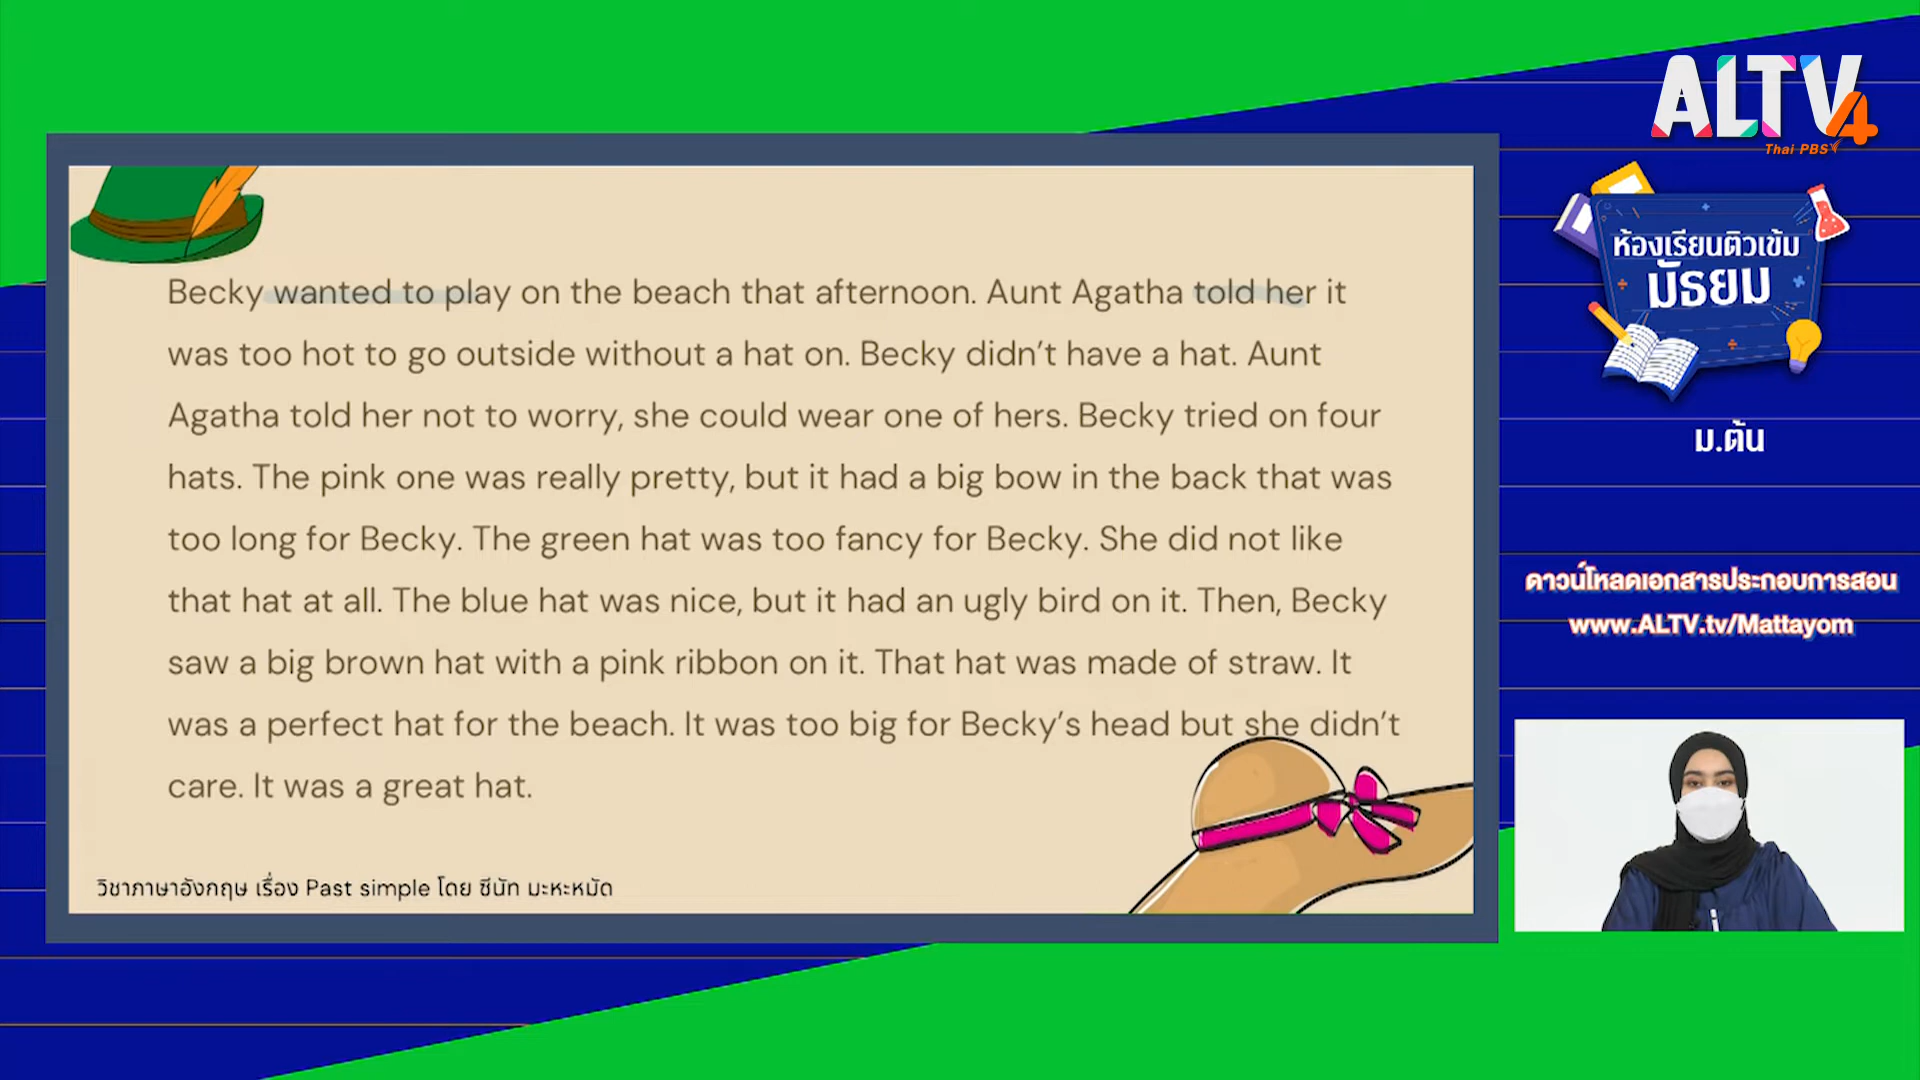 ALTV4
Thai PBS
ห้องเรียนติวเข้ม
มัธยม
ม.ต้น
Becky wanted to play on the beach that afternoon. Aunt Agatha told her it
was too hot to go outside without a hat on. Becky didn’t have a hat. Aunt
Agatha told her not to worry, she could wear one of hers. Becky tried on four
hats. The pink one was really pretty, but it had a big bow in the back that was
too long for Becky. The green hat was too fancy for Becky. She did not like
that hat at all. The blue hat was nice, but it had an ugly bird on it. Then, Becky
saw a big brown hat with a pink ribbon on it. That hat was made of straw. It
was a perfect hat for the beach. It was too big for Becky’s head but she didn’t
care. It was a great hat.
วิชาภาษาอังกฤษ เรื่อง Past simple โดย ซีนัท มะหะหมัด
ดาวน์โหลดเอกสารประกอบการสอน
www.ALTV.tv/Mattayom